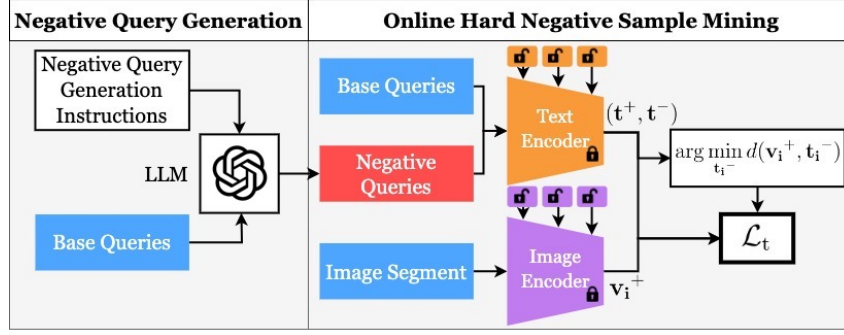 Negative Query Generation
Online Hard Negative Sample Mining
Negative Query
Generation
Instructions
LLM
Base Queries
Base Queries
Negative
Queries
Image Segment
Text
Encoder
Image
Encoder
(t⁺, t⁻)
vᵢ⁺
arg min d(vᵢ⁺, tᵢ⁻)
tᵢ⁻
ℒₜ